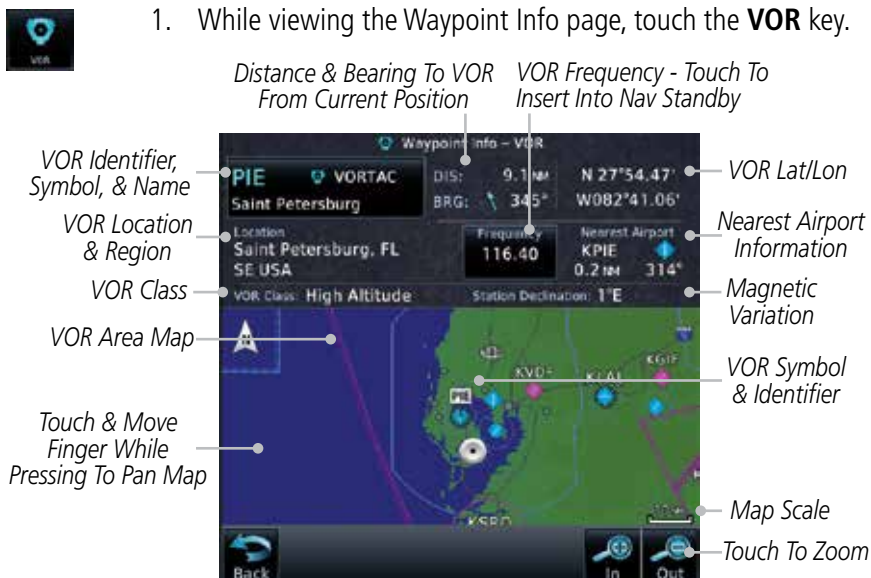 1. While viewing the Waypoint Info page, touch the VOR key.
VOR
Distance & Bearing To VOR
From Current Position
VOR Frequency - Touch To
Insert Into Nav Standby
Waypoint Info – VOR
VOR Identifier,
Symbol, & Name
PIE VORTAC
Saint Petersburg
DIS: 9.1 NM
BRG: 345°
N 27°54.47'
W082°41.06'
VOR Lat/Lon
VOR Location
& Region
Location
Saint Petersburg, FL
SE USA
Frequency
116.40
Nearest Airport
KPIE
0.2 NM 314°
Nearest Airport
Information
VOR Class
VOR Class: High Altitude
Station Declination: 1°E
Magnetic
Variation
VOR Area Map
KVDF
KLAL
KGIF
PIE
VOR Symbol
& Identifier
Touch & Move
Finger While
Pressing To Pan Map
KSRQ
Map Scale
Back
In
Out
Touch To Zoom